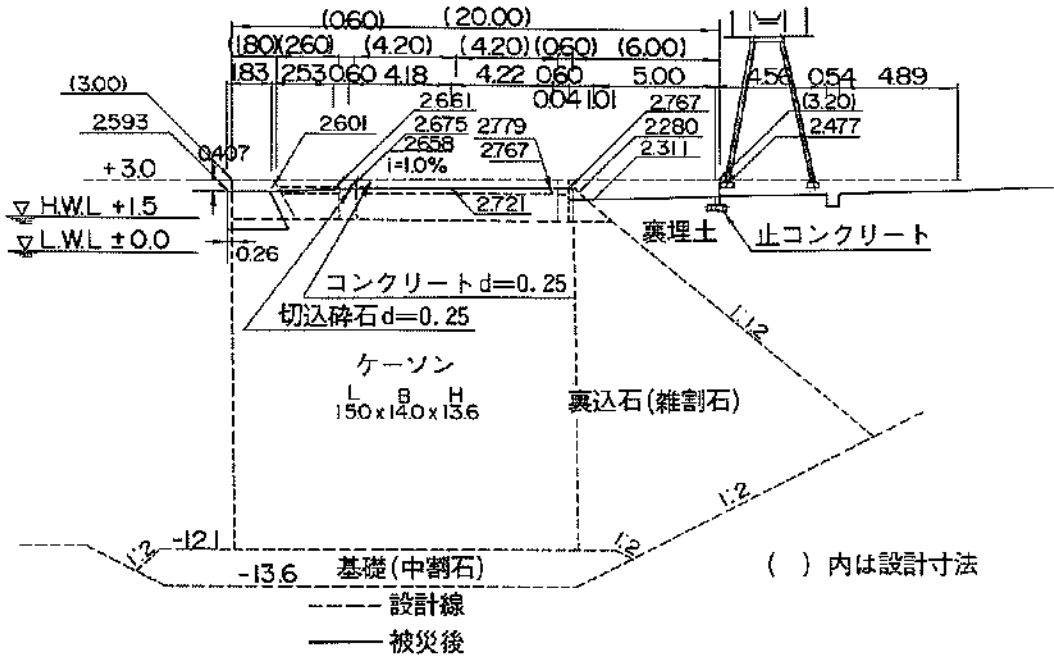 (0.60) (20.00)
(1.80)(2.60) (4.20) (4.20)(0.60) (6.00)
1.83 2.53 0.60 4.18 4.22 0.60 5.00 4.56 0.54 4.89
0.04 1.01
(3.00) 2.661 2.767 (3.20)
2.593 2.601 2.675 2.779 2.280 2.477
2.658 2.767 2.311
0.407 i=1.0%
+3.0
2.721
▽ H.W.L +1.5
裏埋土 止コンクリート
▽ L.W.L ±0.0
0.26
コンクリートd=0.25
切込砕石d=0.25
1:1.2
ケーソン
L B H
15.0x14.0x13.6
裏込石(雑割石)
1:2
-12.1
1:2 1:2
-13.6 基礎(中割石)
( ) 内は設計寸法
設計線
被災後